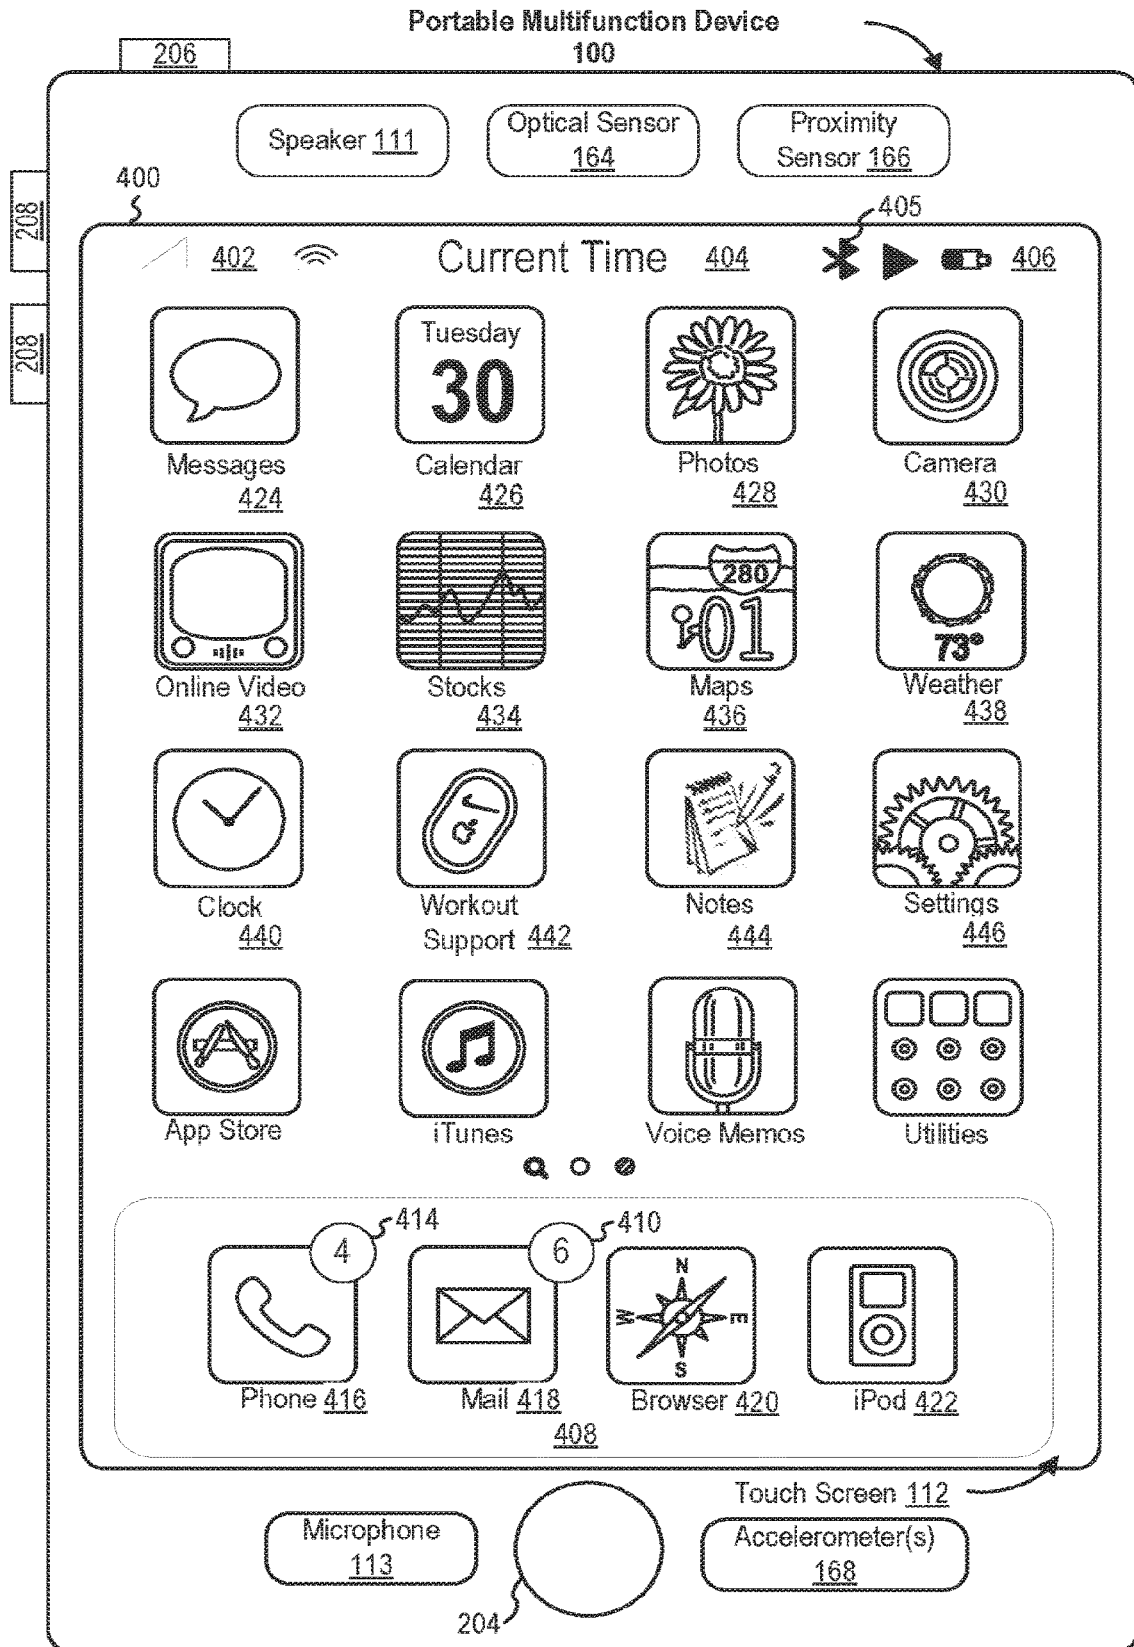 Portable Multifunction Device
100
206
Speaker 111
Optical Sensor
164
Proximity
Sensor 166
208
208
400
405
402
Current Time
404
406
Tuesday
30
Messages
424
Calendar
426
Photos
428
Camera
430
280
01
73°
Online Video
432
Stocks
434
Maps
436
Weather
438
Clock
440
Workout
Support 442
Notes
444
Settings
446
App Store
iTunes
Voice Memos
Utilities
4
414
6
410
N
W
E
S
Phone 416
Mail 418
Browser 420
iPod 422
408
Touch Screen 112
Microphone
113
Accelerometer(s)
168
204